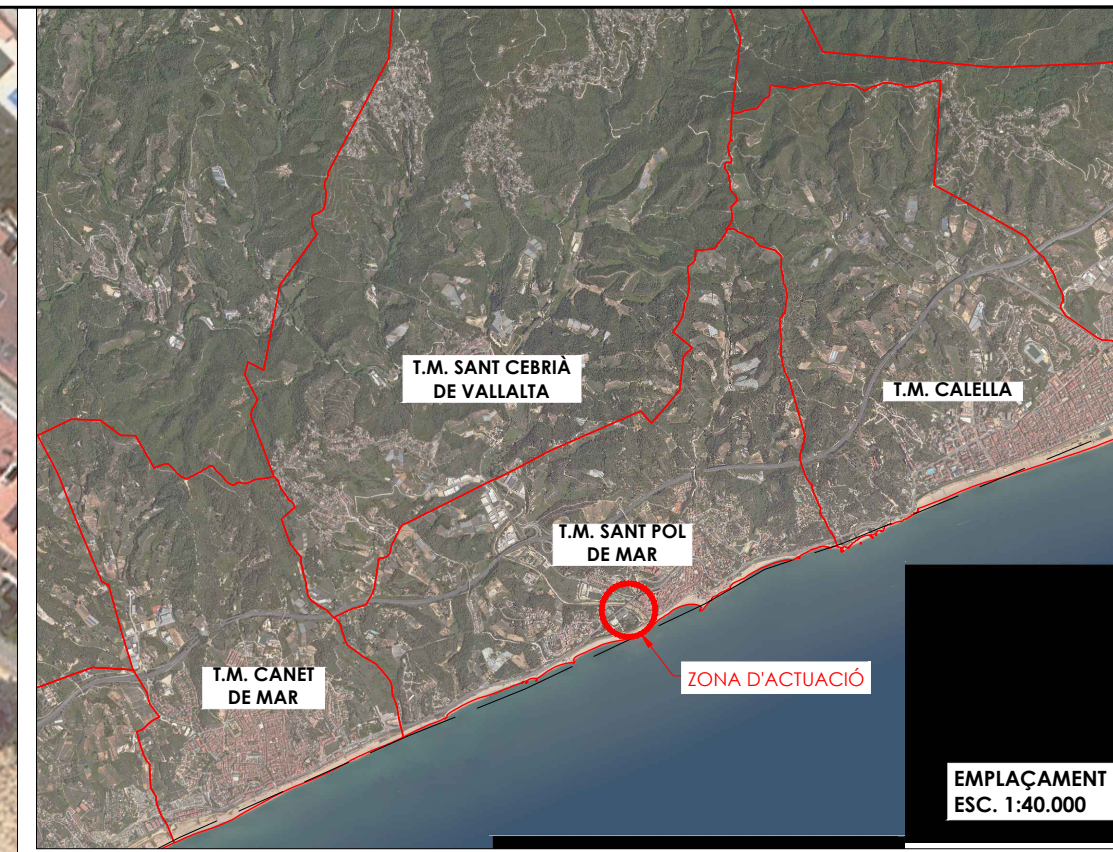 T.M. SANT CEBRIÀ
DE VALLALTA
T.M. CALELLA
T.M. SANT POL
DE MAR
ZONA D'ACTUACIÓ
T.M. CANET
DE MAR
EMPLAÇAMENT
ESC. 1:40.000